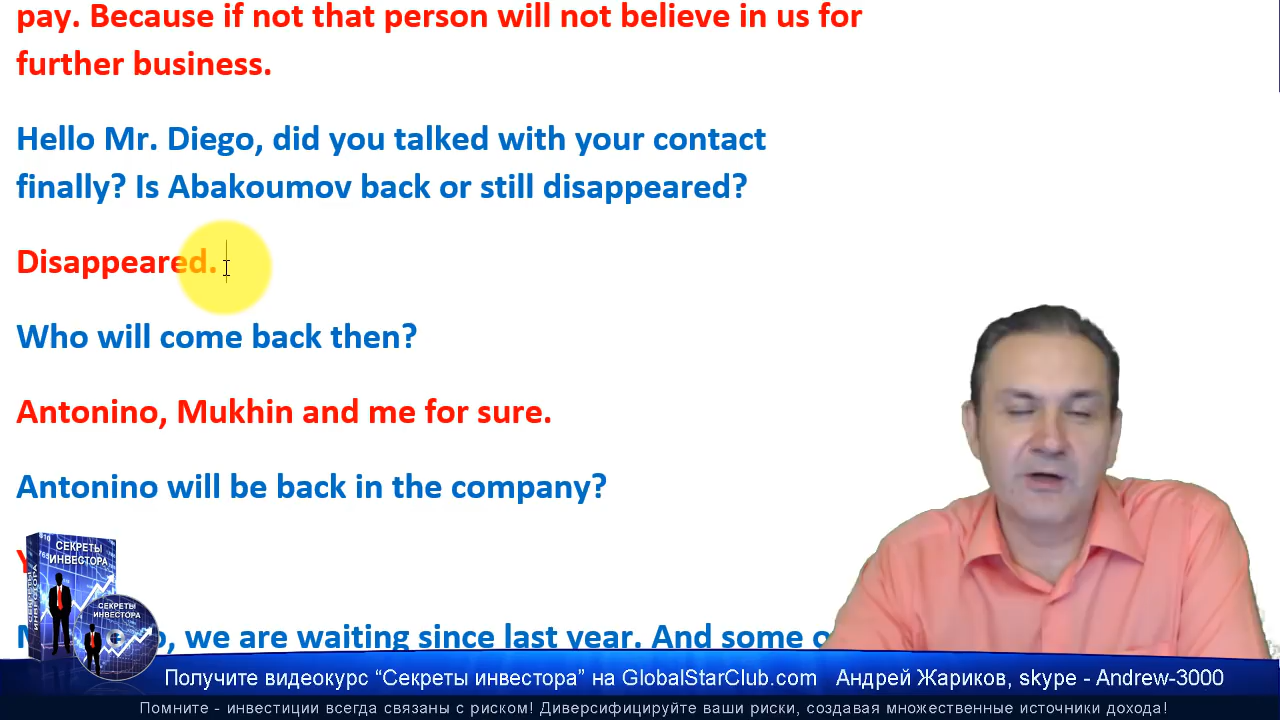 pay. Because if not that person will not believe in us for
further business.
Hello Mr. Diego, did you talked with your contact
finally? Is Abakoumov back or still disappeared?
Disappeared.
Who will come back then?
Antonino, Mukhin and me for sure.
Antonino will be back in the company?
we are waiting since last year. And some
СЕКРЕТЫ
ИНВЕСТОРА
СЕКРЕТЫ
ИНВЕСТОРА
Получите видеокурс “Секреты инвестора” на GlobalStarClub.com Андрей Жариков, skype - Andrew-3000
Помните - инвестиции всегда связаны с риском! Диверсифицируйте ваши риски, создавая множественные источники дохода!